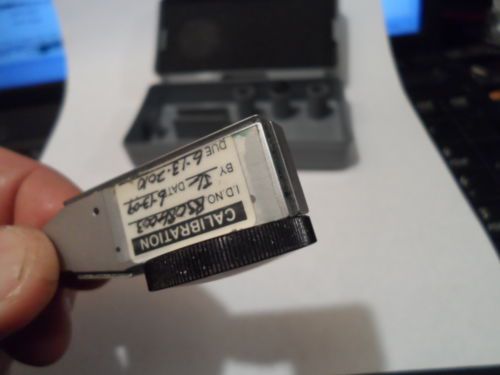 CALIBRATION
I.D.NO
BY DATE 6-13-09
DUE 6-13-2010